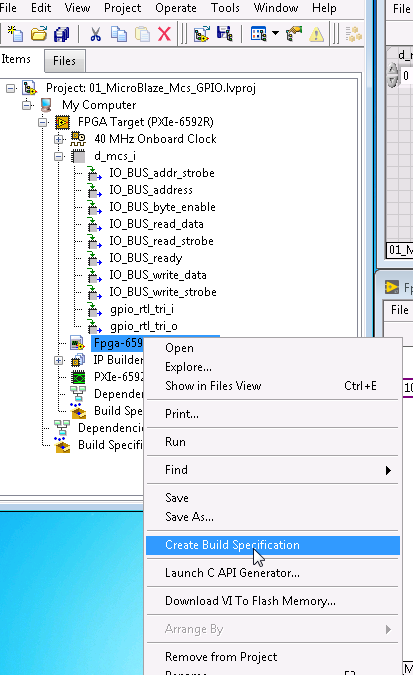 File Edit View Project Operate Tools Window Help
File
Items Files
d_
0
Project: 01_MicroBlaze_Mcs_GPIO.lvproj
My Computer
FPGA Target (PXIe-6592R)
40 MHz Onboard Clock
d_mcs_i
IO_BUS_addr_strobe
IO_BUS_address
IO_BUS_byte_enable
IO_BUS_read_data
IO_BUS_read_strobe
IO_BUS_ready
IO_BUS_write_data
IO_BUS_write_strobe
01_M
gpio_rtl_tri_i
gpio_rtl_tri_o
File
Fpga-659
IP Builder
PXIe-6592
Dependen
Build Spe
Dependencie
Build Specifi
10
Open
Explore...
Show in Files View Ctrl+E
Print...
Run
Find
Save
Save As...
Create Build Specification
Launch C API Generator...
Download VI To Flash Memory...
Arrange By
Remove from Project